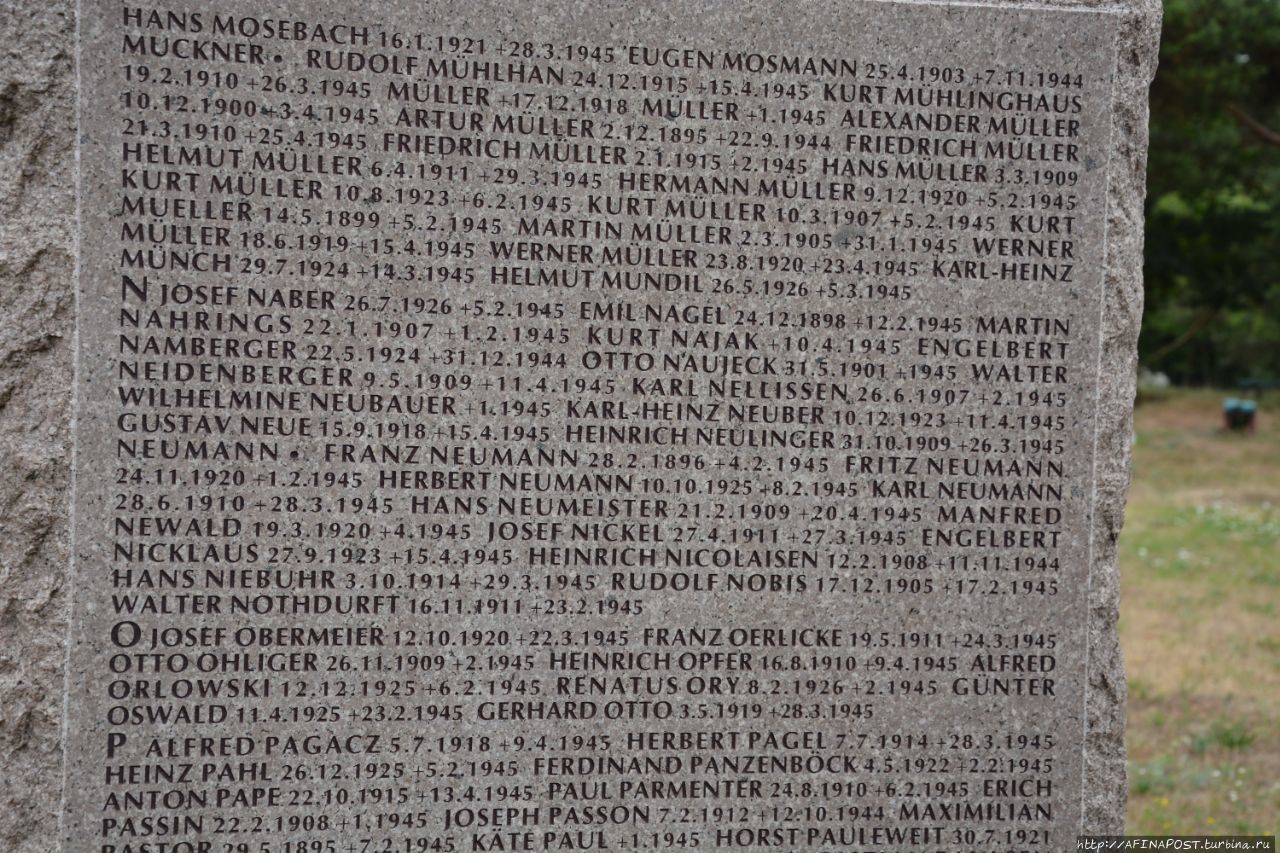 HANS MOSEBACH 16.1.1921 +28.3.1945 EUGEN MOSMANN 25.4.1903 +7.11.1944
MUCKNER • RUDOLF MÜHLHAN 24.12.1915 +15.4.1945 KURT MÜHLINGHAUS
19.2.1910 +26.3.1945 MÜLLER +17.12.1918 MÜLLER +1.1945 ALEXANDER MÜLLER
10.12.1900 +3.4.1945 ARTUR MÜLLER 2.12.1895 +22.9.1944 FRIEDRICH MÜLLER
21.3.1910 +25.4.1945 FRIEDRICH MÜLLER 2.1.1915 +2.1945 HANS MÜLLER 3.3.1909
HELMUT MÜLLER 6.4.1911 +29.3.1945 HERMANN MÜLLER 9.12.1920 +5.2.1945
KURT MÜLLER 10.8.1923 +6.2.1945 KURT MÜLLER 10.3.1907 +5.2.1945 KURT
MUELLER 14.5.1899 +5.2.1945 MARTIN MÜLLER 2.3.1905 +31.1.1945 WERNER
MÜLLER 18.6.1919 +15.4.1945 WERNER MÜLLER 23.8.1920 +23.4.1945 KARL-HEINZ
MÜNCH 29.7.1924 +14.3.1945 HELMUT MUNDIL 26.5.1926 +5.3.1945
N JOSEF NABER 26.7.1926 +5.2.1945 EMIL NAGEL 24.12.1898 +12.2.1945 MARTIN
NAHRINGS 22.1.1907 +1.2.1945 KURT NAJAK +10.4.1945 ENGELBERT
NAMBERGER 22.5.1924 +31.12.1944 OTTO NAUJECK 31.5.1901 +1945 WALTER
NEIDENBERGER 9.5.1909 +11.4.1945 KARL NELLISSEN 26.6.1907 +2.1945
WILHELMINE NEUBAUER +1.1945 KARL-HEINZ NEUBER 10.12.1923 +11.4.1945
GUSTAV NEUE 15.9.1918 +15.4.1945 HEINRICH NEULINGER 31.10.1909 +26.3.1945
NEUMANN • FRANZ NEUMANN 28.2.1896 +4.2.1945 FRITZ NEUMANN
24.11.1920 +1.2.1945 HERBERT NEUMANN 10.10.1925 +8.2.1945 KARL NEUMANN
28.6.1910 +28.3.1945 HANS NEUMEISTER 21.2.1909 +20.4.1945 MANFRED
NEWALD 19.3.1920 +4.1945 JOSEF NICKEL 27.4.1911 +27.3.1945 ENGELBERT
NICKLAUS 27.9.1923 +15.4.1945 HEINRICH NICOLAISEN 12.2.1908 +11.11.1944
HANS NIEBUHR 3.10.1914 +29.3.1945 RUDOLF NOBIS 17.12.1905 +17.2.1945
WALTER NOTHDURFT 16.11.1911 +23.2.1945
O JOSEF OBERMEIER 12.10.1920 +22.3.1945 FRANZ OERLICKE 19.5.1911 +24.3.1945
OTTO OHLIGER 26.11.1909 +2.1945 HEINRICH OPFER 16.8.1910 +9.4.1945 ALFRED
ORLOWSKI 12.12.1925 +6.2.1945 RENATUS ORY 8.2.1926 +2.1945 GÜNTER
OSWALD 11.4.1925 +23.2.1945 GERHARD OTTO 3.5.1919 +28.3.1945
P ALFRED PAGACZ 5.7.1918 +9.4.1945 HERBERT PAGEL 7.7.1914 +28.3.1945
HEINZ PAHL 26.12.1925 +5.2.1945 FERDINAND PANZENBÖCK 4.5.1922 +2.2.1945
ANTON PAPE 22.10.1915 +13.4.1945 PAUL PARMENTER 24.8.1910 +6.2.1945 ERICH
PASSIN 22.2.1908 +1.1945 JOSEPH PASSON 7.2.1912 +12.10.1944 MAXIMILIAN
PASTOR 29.5.1895 +7.2.1945 KÄTE PAUL +1.1945 HORST PAULEWEIT 30.7.1921
http://AFINAPOST.turbina.ru